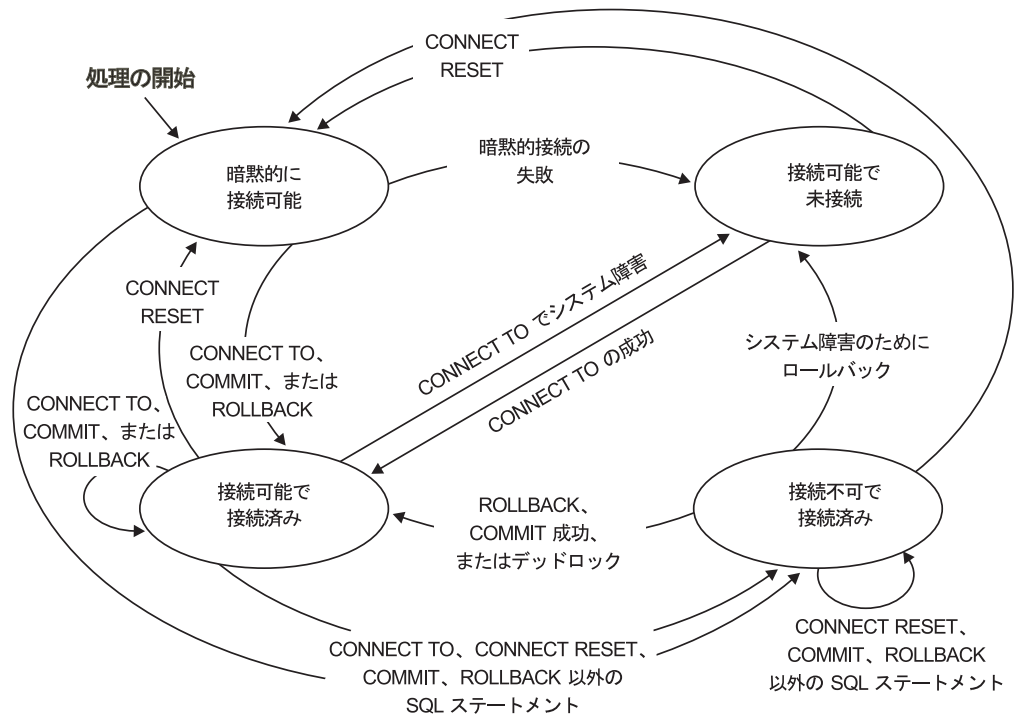 CONNECT
RESET
処理の開始
暗黙的に
接続可能
暗黙的接続の
失敗
接続可能で
未接続
CONNECT
RESET
CONNECT TO、
COMMIT、または
ROLLBACK
CONNECT TO でシステム障害
CONNECT TO の成功
システム障害のために
ロールバック
CONNECT TO、
COMMIT、または
ROLLBACK
接続可能で
接続済み
ROLLBACK、
COMMIT 成功、
またはデッドロック
接続不可で
接続済み
CONNECT TO、CONNECT RESET、
COMMIT、ROLLBACK 以外の
SQL ステートメント
CONNECT RESET、
COMMIT、ROLLBACK
以外の SQL ステートメント